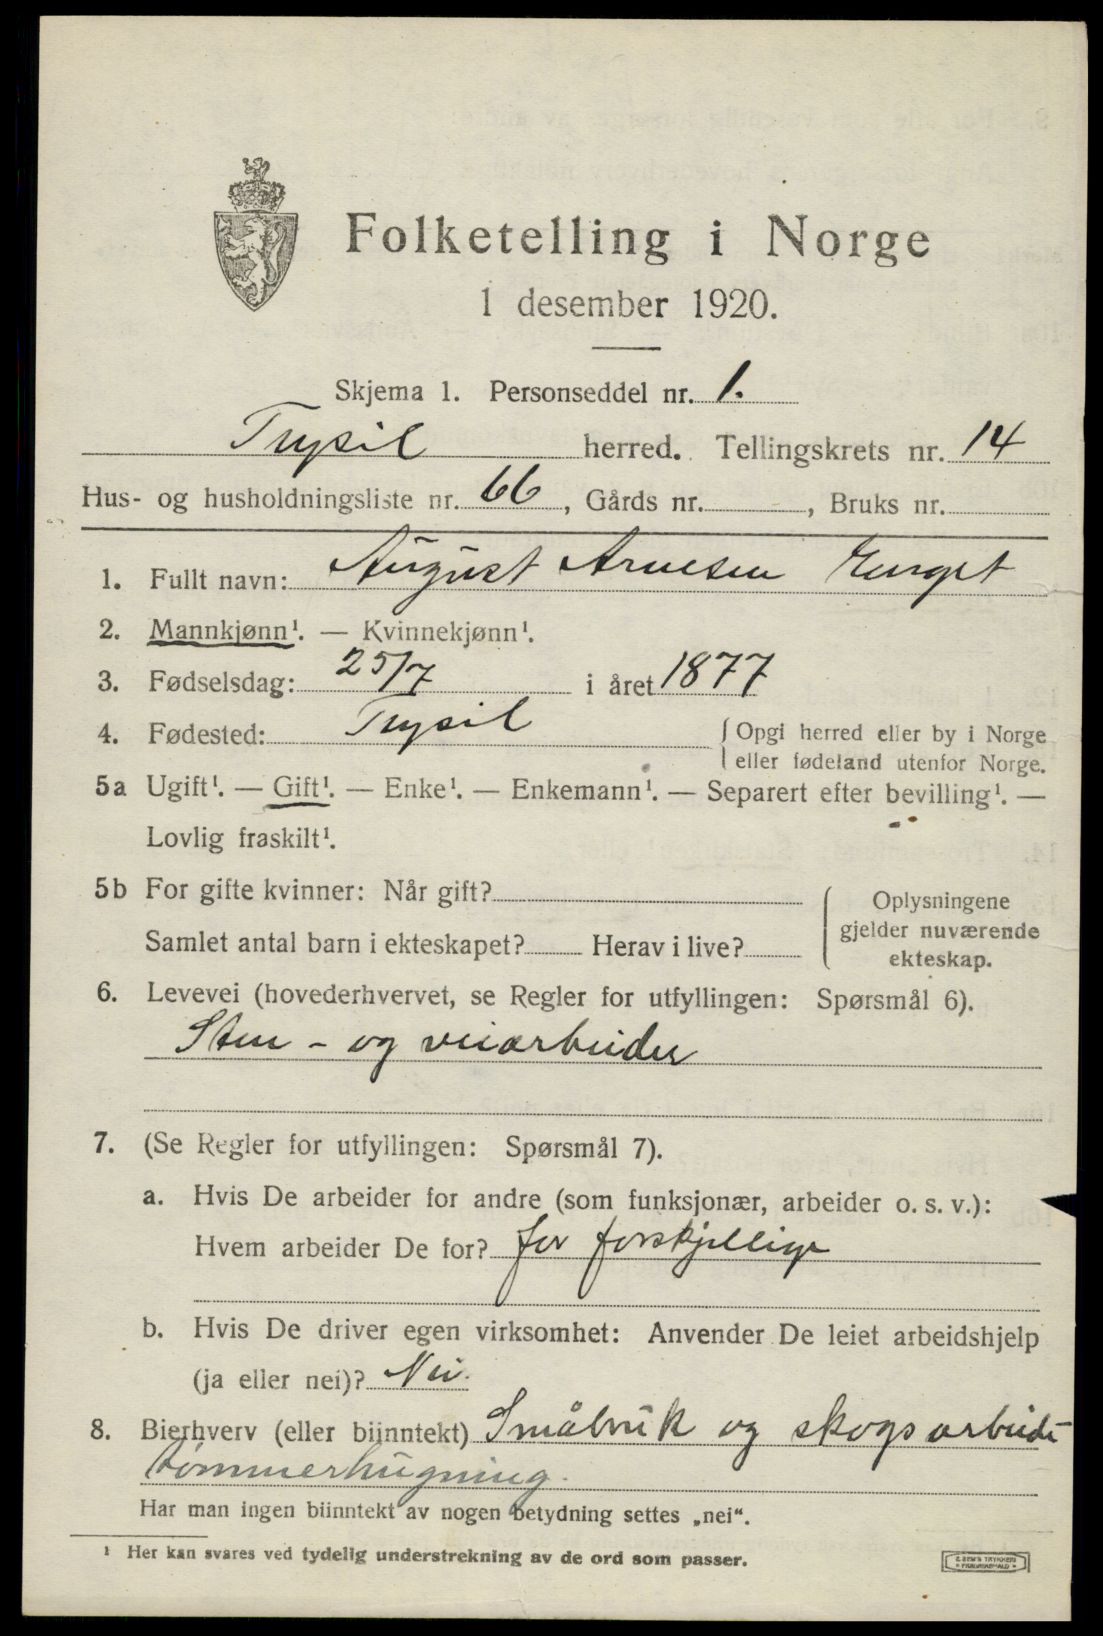 Folketelling i Norge
1 desember 1920.
Skjema 1. Personseddel nr. 1.
Trysil herred. Tellingskrets nr. 14
Hus- og husholdningsliste nr. 66, Gårds nr. , Bruks nr.
1. Fullt navn: August Arnesen Enget
2. Mannkjønn¹. — Kvinnekjønn¹.
3. Fødselsdag: 25/7 i året 1877
4. Fødested: Trysil
{ Opgi herred eller by i Norge
eller fødeland utenfor Norge.
5a Ugift¹. — Gift¹. — Enke¹. — Enkemann¹. — Separert efter bevilling¹. —
Lovlig fraskilt¹.
5b For gifte kvinner: Når gift?
Samlet antal barn i ekteskapet? Herav i live?
{ Oplysningene
gjelder nuværende
ekteskap.
6. Levevei (hovederhvervet, se Regler for utfyllingen: Spørsmål 6).
Sten - og veiarbeider
7. (Se Regler for utfyllingen: Spørsmål 7).
a. Hvis De arbeider for andre (som funksjonær, arbeider o. s. v.):
Hvem arbeider De for? for forskjellige
b. Hvis De driver egen virksomhet: Anvender De leiet arbeidshjelp
(ja eller nei)? Nei.
8. Bierhverv (eller biinntekt) Småbruk og skogsarbeide
tømmerhugning.
Har man ingen biinntekt av nogen betydning settes „nei“.
¹ Her kan svares ved tydelig understrekning av de ord som passer.